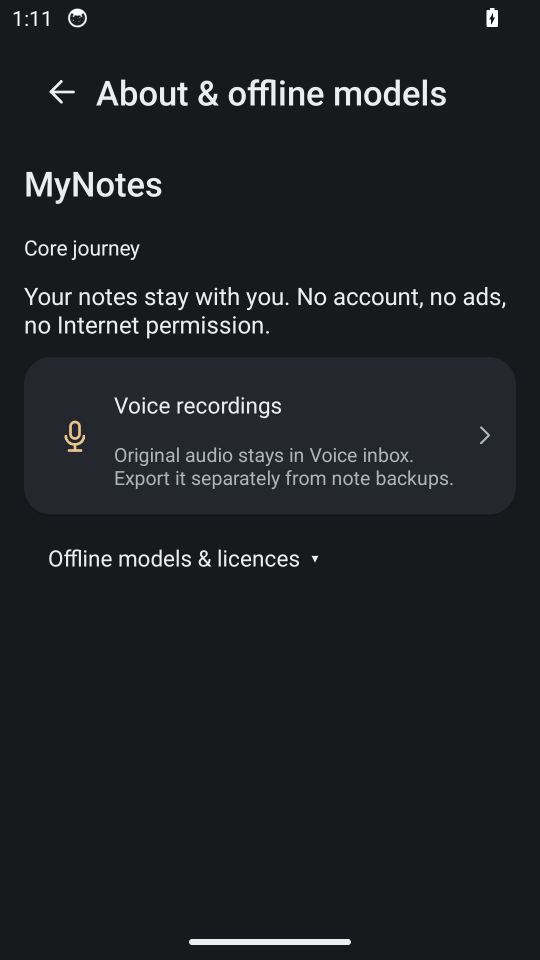 1:11
About & offline models
MyNotes
Core journey
Your notes stay with you. No account, no ads,
no Internet permission.
Voice recordings
Original audio stays in Voice inbox.
Export it separately from note backups.
Offline models & licences ▾